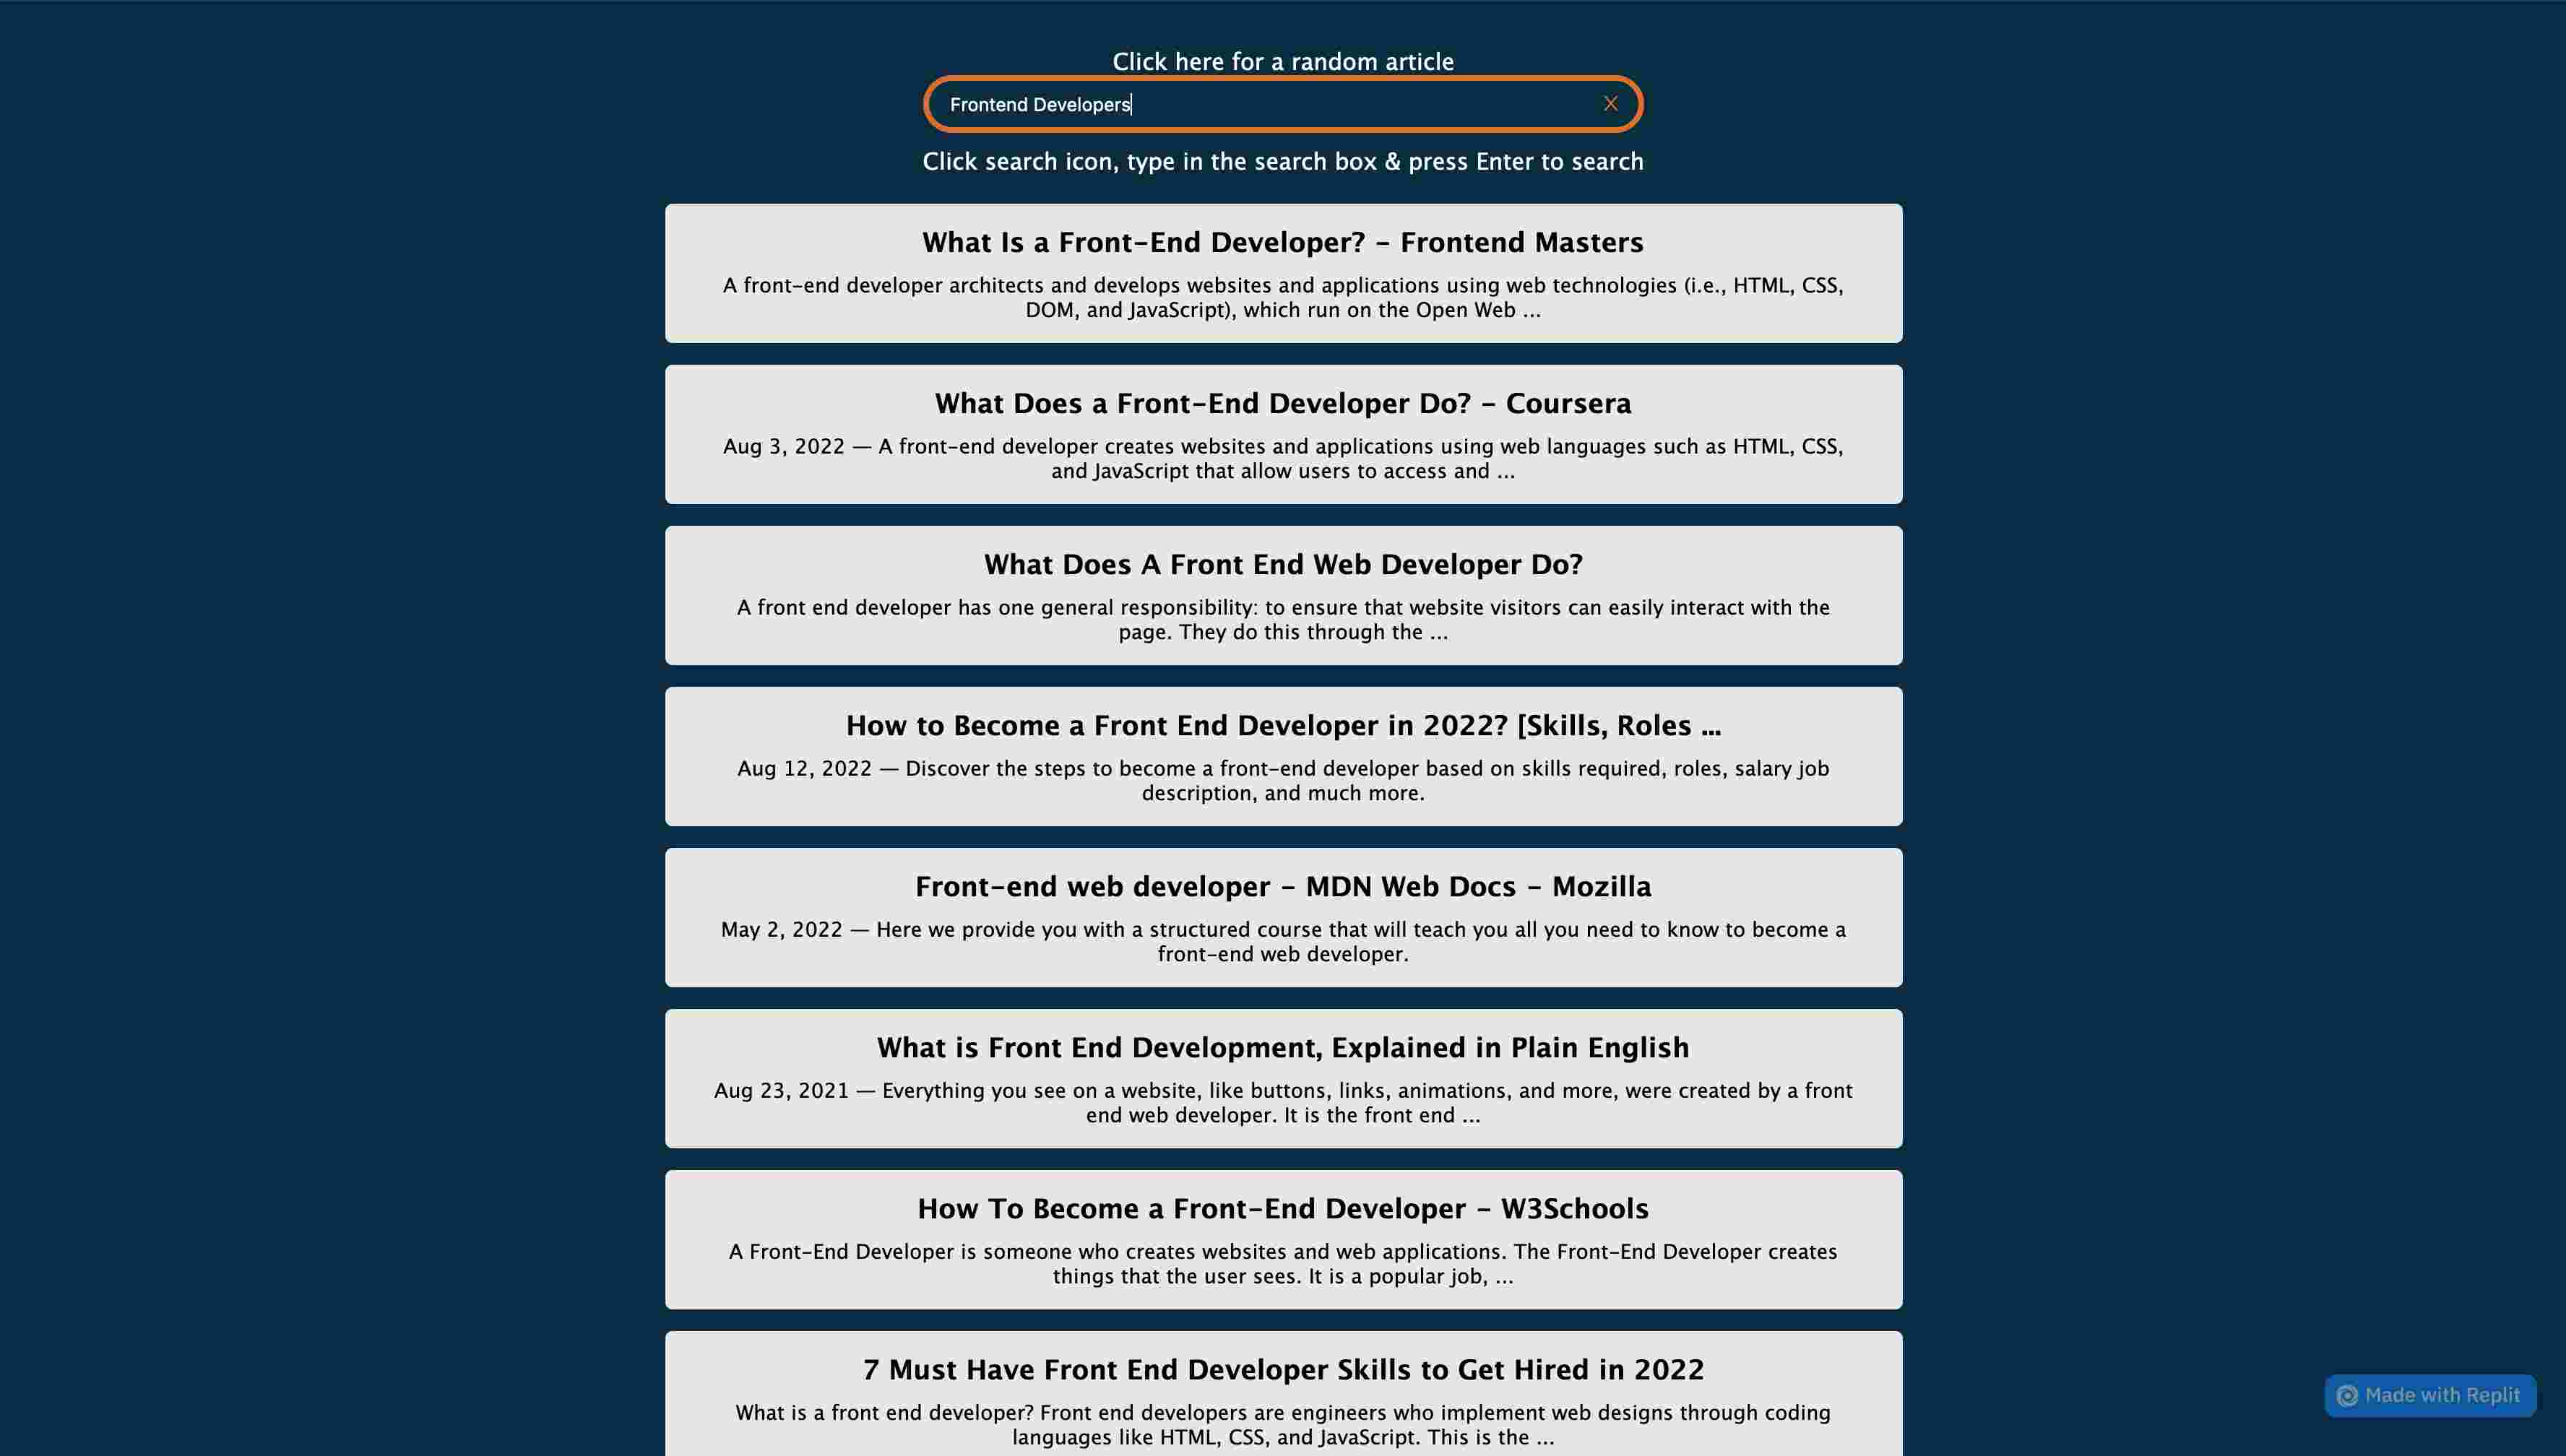 Click here for a random article
Frontend Developers
X
Click search icon, type in the search box & press Enter to search
What Is a Front-End Developer? - Frontend Masters
A front-end developer architects and develops websites and applications using web technologies (i.e., HTML, CSS,
DOM, and JavaScript), which run on the Open Web ...
What Does a Front-End Developer Do? - Coursera
Aug 3, 2022 — A front-end developer creates websites and applications using web languages such as HTML, CSS,
and JavaScript that allow users to access and ...
What Does A Front End Web Developer Do?
A front end developer has one general responsibility: to ensure that website visitors can easily interact with the
page. They do this through the ...
How to Become a Front End Developer in 2022? [Skills, Roles ...
Aug 12, 2022 — Discover the steps to become a front-end developer based on skills required, roles, salary job
description, and much more.
Front-end web developer - MDN Web Docs - Mozilla
May 2, 2022 — Here we provide you with a structured course that will teach you all you need to know to become a
front-end web developer.
What is Front End Development, Explained in Plain English
Aug 23, 2021 — Everything you see on a website, like buttons, links, animations, and more, were created by a front
end web developer. It is the front end ...
How To Become a Front-End Developer - W3Schools
A Front-End Developer is someone who creates websites and web applications. The Front-End Developer creates
things that the user sees. It is a popular job, ...
7 Must Have Front End Developer Skills to Get Hired in 2022
What is a front end developer? Front end developers are engineers who implement web designs through coding
languages like HTML, CSS, and JavaScript. This is the ...
Made with Replit